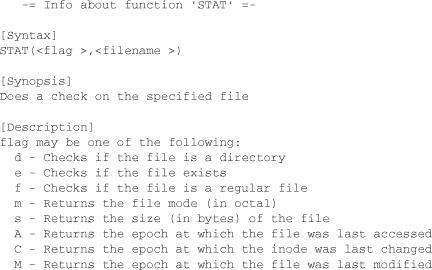 -= Info about function 'STAT' =-
[Syntax]
STAT(<flag >,<filename >)
[Synopsis]
Does a check on the specified file
[Description]
flag may be one of the following:
d - Checks if the file is a directory
e - Checks if the file exists
f - Checks if the file is a regular file
m - Returns the file mode (in octal)
s - Returns the size (in bytes) of the file
A - Returns the epoch at which the file was last accessed
C - Returns the epoch at which the inode was last changed
M - Returns the epoch at which the file was last modified